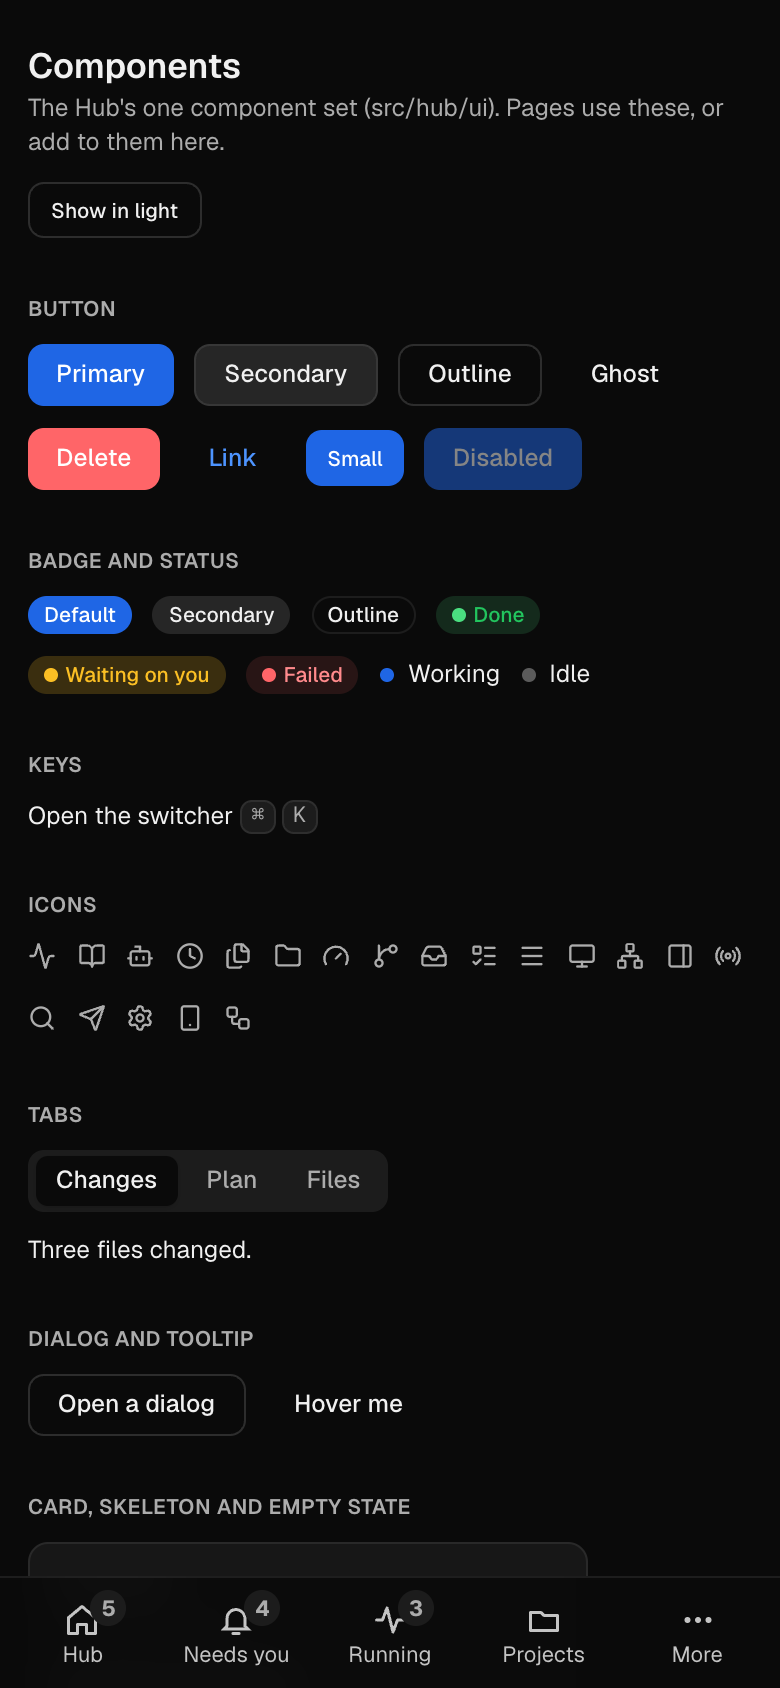 Components
The Hub's one component set (src/hub/ui). Pages use these, or
add to them here.
Show in light
BUTTON
Primary Secondary Outline Ghost
Delete Link Small Disabled
BADGE AND STATUS
Default Secondary Outline Done
Waiting on you Failed Working Idle
KEYS
Open the switcher ⌘ K
ICONS
TABS
Changes Plan Files
Three files changed.
DIALOG AND TOOLTIP
Open a dialog Hover me
CARD, SKELETON AND EMPTY STATE
5 4 3
Hub Needs you Running Projects More